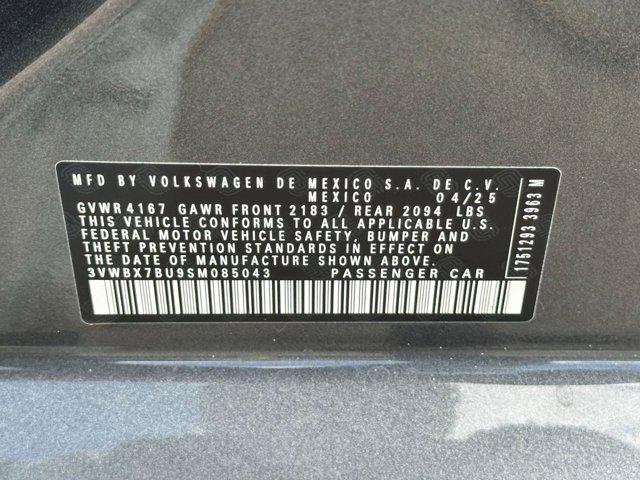 MFD BY VOLKSWAGEN DE MEXICO S.A. DE C.V.
MEXICO 04/25
GVWR 4167 GAWR FRONT 2183 / REAR 2094 LBS
THIS VEHICLE CONFORMS TO ALL APPLICABLE U.S.
FEDERAL MOTOR VEHICLE SAFETY, BUMPER AND
THEFT PREVENTION STANDARDS IN EFFECT ON
THE DATE OF MANUFACTURE SHOWN ABOVE.
3VWBX7BU9SM085043 PASSENGER CAR
1751293 3963 M